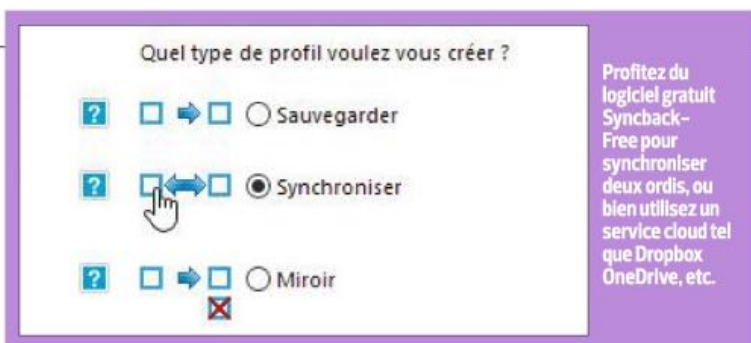 Quel type de profil voulez vous créer ?
? Sauvegarder
? Synchroniser
? Miroir
Profitez du
logiciel gratuit
Syncback-
Free pour
synchroniser
deux ordis, ou
bien utilisez un
service cloud tel
que Dropbox
OneDrive, etc.